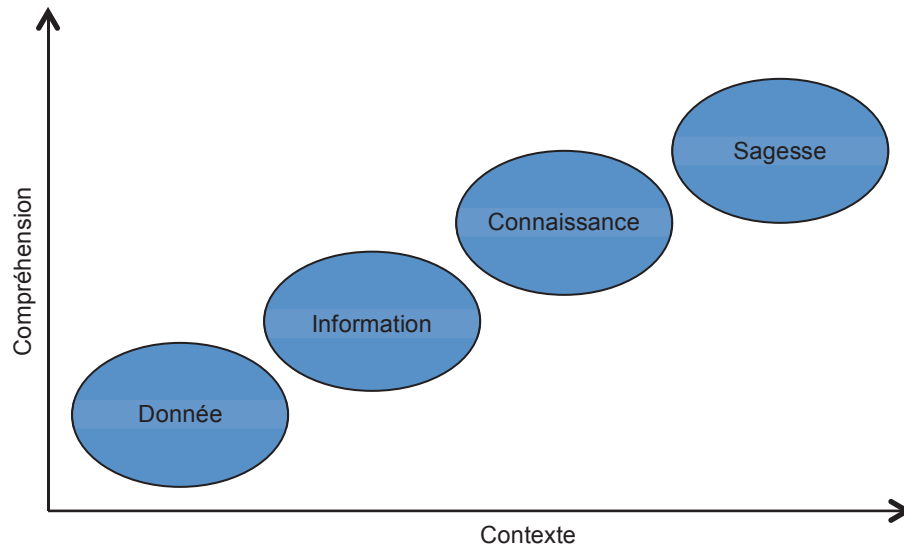 Sagesse
Connaissance
Information
Donnée
Compréhension
Contexte